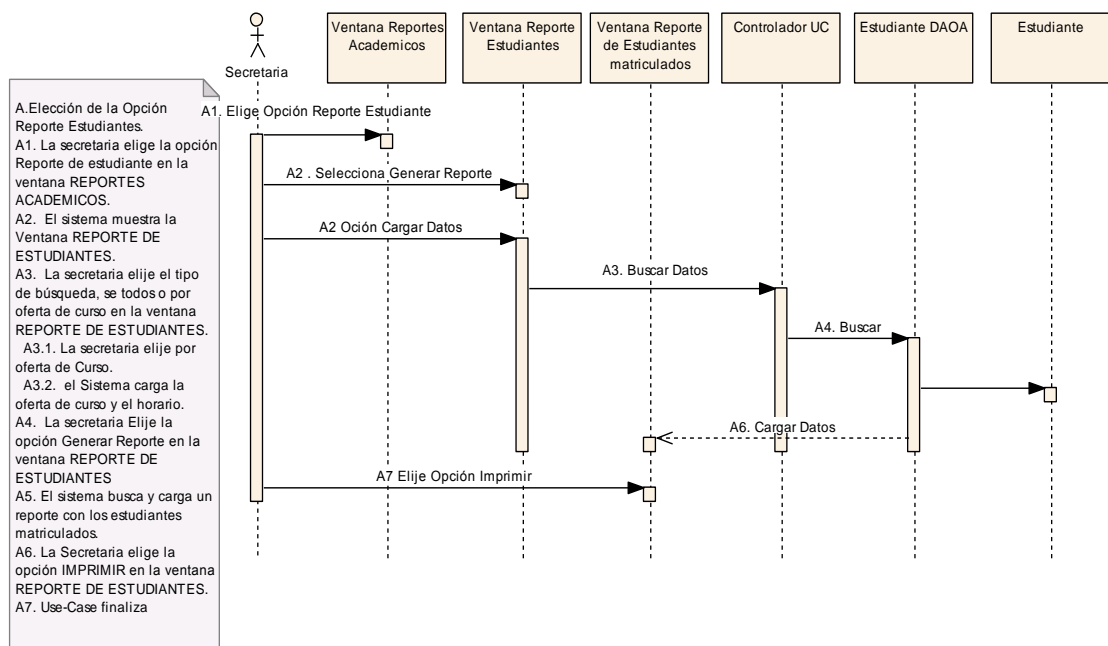 Ventana Reportes
Academicos
Ventana Reporte
Estudiantes
Ventana Reporte
de Estudiantes
matriculados
Controlador UC
Estudiante DAOA
Estudiante
Secretaria
A.Elección de la Opción
Reporte Estudiantes.
A1. La secretaria elige la opción
Reporte de estudiante en la
ventana REPORTES
ACADEMICOS.
A2.  El sistema muestra la
Ventana REPORTE DE
ESTUDIANTES.
A3.  La secretaria elije el tipo
de búsqueda, se todos o por
oferta de curso en la ventana
REPORTE DE ESTUDIANTES.
A3.1. La secretaria elije por
oferta de Curso.
A3.2.  el Sistema carga la
oferta de curso y el horario.
A4.  La secretaria Elije la
opción Generar Reporte en la
ventana REPORTE DE
ESTUDIANTES
A5. El sistema busca y carga un
reporte con los estudiantes
matriculados.
A6. La Secretaria elige la
opción IMPRIMIR en la ventana
REPORTE DE ESTUDIANTES.
A7. Use-Case finaliza
A1. Elige Opción Reporte Estudiante
A2 . Selecciona Generar Reporte
A2 Oción Cargar Datos
A3. Buscar Datos
A4. Buscar
A6. Cargar Datos
A7 Elije Opción Imprimir